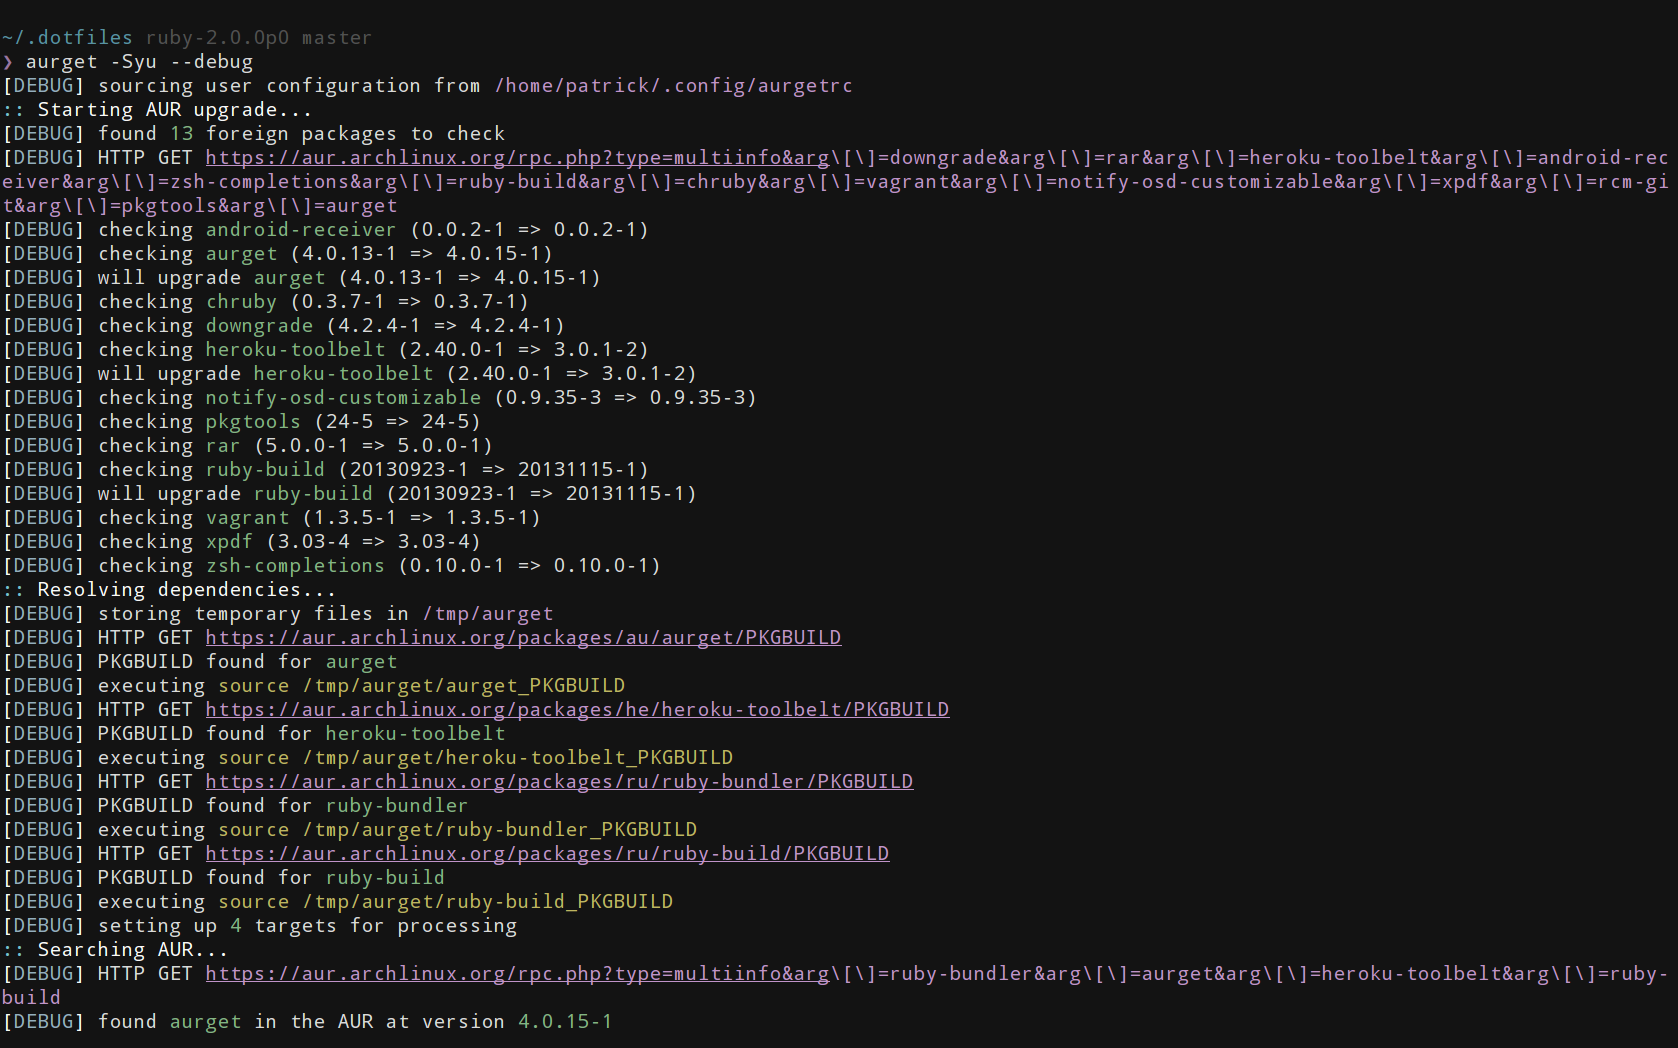 ~/.dotfiles ruby-2.0.0p0 master
❯ aurget -Syu --debug
[DEBUG] sourcing user configuration from /home/patrick/.config/aurgetrc
:: Starting AUR upgrade...
[DEBUG] found 13 foreign packages to check
[DEBUG] HTTP GET https://aur.archlinux.org/rpc.php?type=multiinfo&arg\[\]=downgrade&arg\[\]=rar&arg\[\]=heroku-toolbelt&arg\[\]=android-rec
eiver&arg\[\]=zsh-completions&arg\[\]=ruby-build&arg\[\]=chruby&arg\[\]=vagrant&arg\[\]=notify-osd-customizable&arg\[\]=xpdf&arg\[\]=rcm-gi
t&arg\[\]=pkgtools&arg\[\]=aurget
[DEBUG] checking android-receiver (0.0.2-1 => 0.0.2-1)
[DEBUG] checking aurget (4.0.13-1 => 4.0.15-1)
[DEBUG] will upgrade aurget (4.0.13-1 => 4.0.15-1)
[DEBUG] checking chruby (0.3.7-1 => 0.3.7-1)
[DEBUG] checking downgrade (4.2.4-1 => 4.2.4-1)
[DEBUG] checking heroku-toolbelt (2.40.0-1 => 3.0.1-2)
[DEBUG] will upgrade heroku-toolbelt (2.40.0-1 => 3.0.1-2)
[DEBUG] checking notify-osd-customizable (0.9.35-3 => 0.9.35-3)
[DEBUG] checking pkgtools (24-5 => 24-5)
[DEBUG] checking rar (5.0.0-1 => 5.0.0-1)
[DEBUG] checking ruby-build (20130923-1 => 20131115-1)
[DEBUG] will upgrade ruby-build (20130923-1 => 20131115-1)
[DEBUG] checking vagrant (1.3.5-1 => 1.3.5-1)
[DEBUG] checking xpdf (3.03-4 => 3.03-4)
[DEBUG] checking zsh-completions (0.10.0-1 => 0.10.0-1)
:: Resolving dependencies...
[DEBUG] storing temporary files in /tmp/aurget
[DEBUG] HTTP GET https://aur.archlinux.org/packages/au/aurget/PKGBUILD
[DEBUG] PKGBUILD found for aurget
[DEBUG] executing source /tmp/aurget/aurget_PKGBUILD
[DEBUG] HTTP GET https://aur.archlinux.org/packages/he/heroku-toolbelt/PKGBUILD
[DEBUG] PKGBUILD found for heroku-toolbelt
[DEBUG] executing source /tmp/aurget/heroku-toolbelt_PKGBUILD
[DEBUG] HTTP GET https://aur.archlinux.org/packages/ru/ruby-bundler/PKGBUILD
[DEBUG] PKGBUILD found for ruby-bundler
[DEBUG] executing source /tmp/aurget/ruby-bundler_PKGBUILD
[DEBUG] HTTP GET https://aur.archlinux.org/packages/ru/ruby-build/PKGBUILD
[DEBUG] PKGBUILD found for ruby-build
[DEBUG] executing source /tmp/aurget/ruby-build_PKGBUILD
[DEBUG] setting up 4 targets for processing
:: Searching AUR...
[DEBUG] HTTP GET https://aur.archlinux.org/rpc.php?type=multiinfo&arg\[\]=ruby-bundler&arg\[\]=aurget&arg\[\]=heroku-toolbelt&arg\[\]=ruby-
build
[DEBUG] found aurget in the AUR at version 4.0.15-1